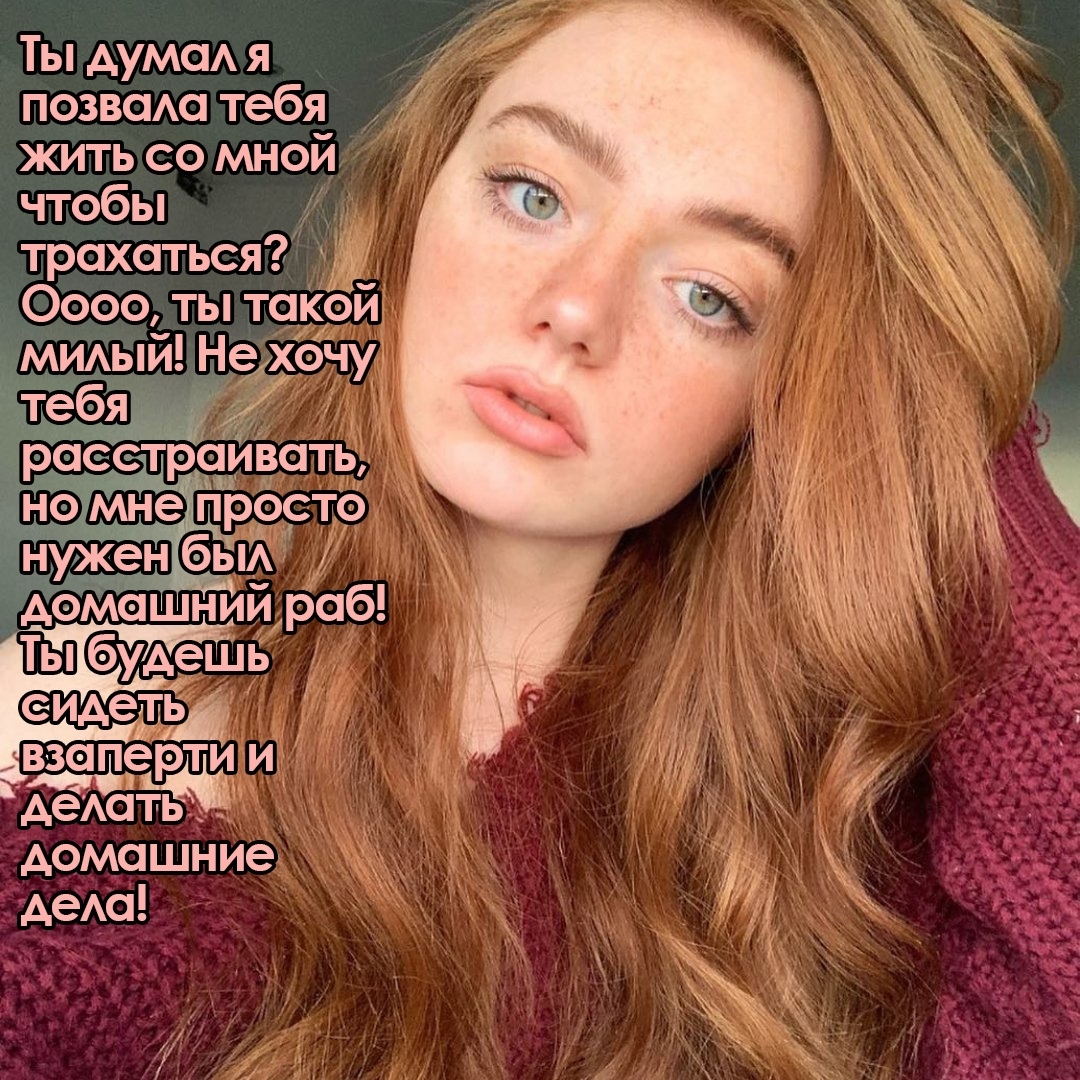 Ты думал я
позвала тебя
жить со мной
чтобы
трахаться?
Оооо, ты такой
милый! Не хочу
тебя
расстраивать,
но мне просто
нужен был
домашний раб!
Ты будешь
сидеть
взаперти и
делать
домашние
дела!